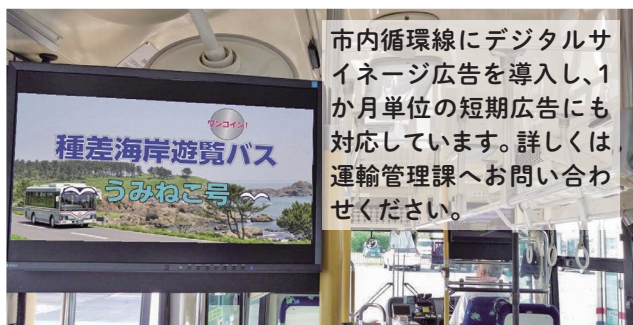 市内循環線にデジタルサ
イネージ広告を導入し、1
か月単位の短期広告にも
対応しています。詳しくは
運輸管理課へお問い合わ
せください。
ワンコイン!
種差海岸遊覧バス
うみねこ号